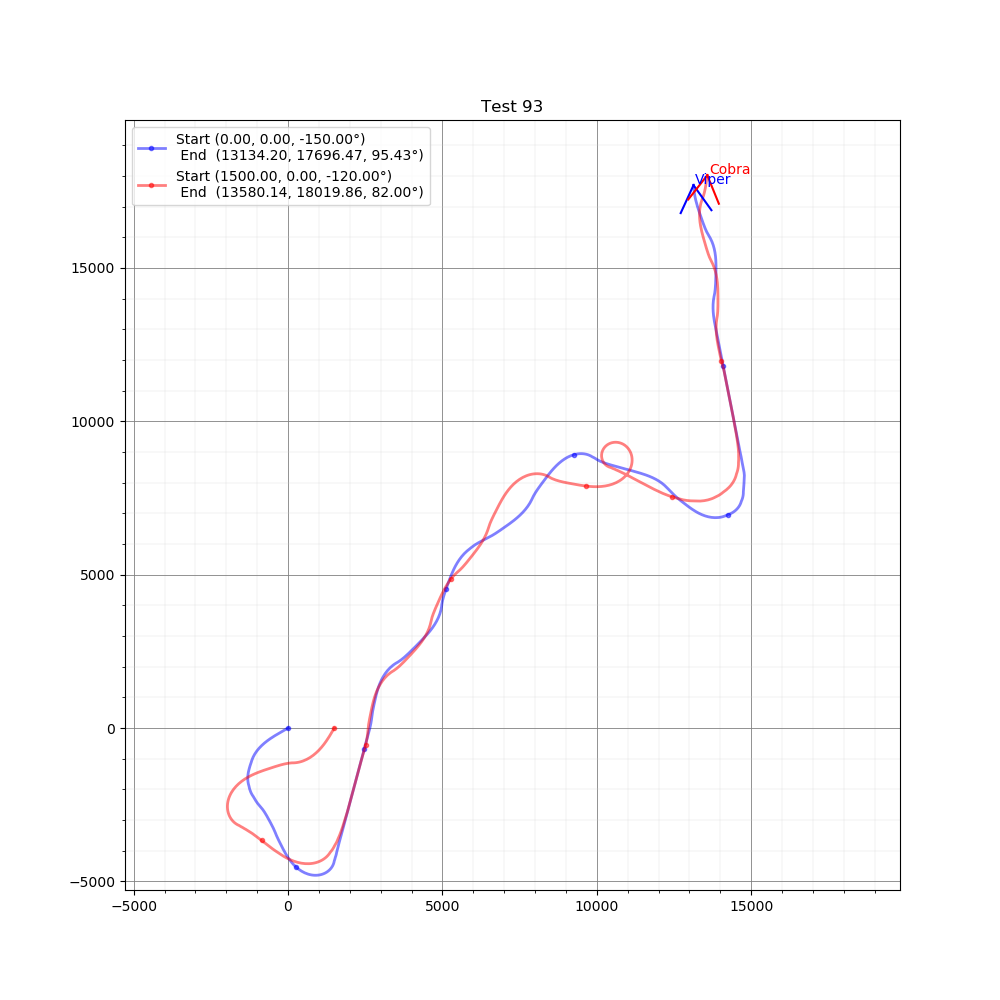 Test 93
Start (0.00, 0.00, -150.00°)
End (13134.20, 17696.47, 95.43°)
Start (1500.00, 0.00, -120.00°)
End (13580.14, 18019.86, 82.00°)
Cobra
Viper
15000
10000
5000
0
−5000
−5000
0
5000
10000
15000